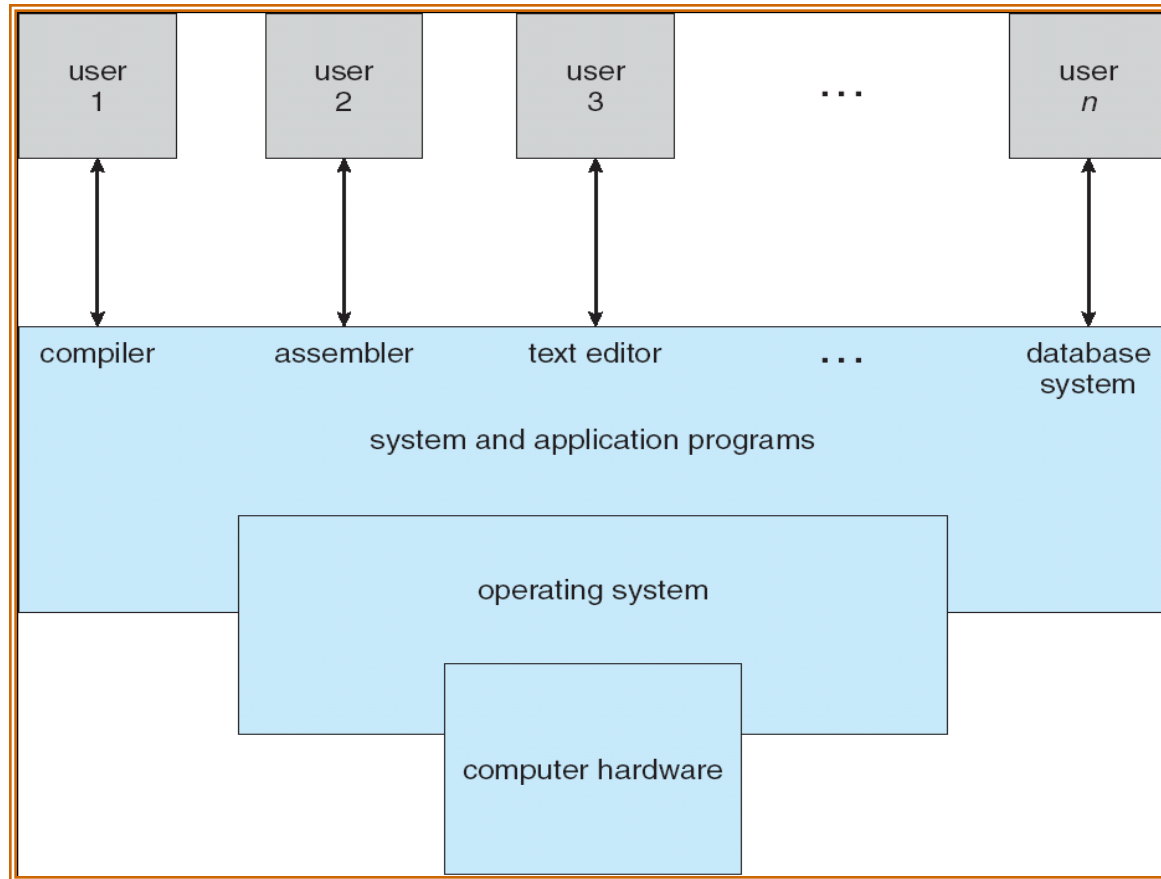 user
1
user
2
user
3
...
user
n
compiler
assembler
text editor
...
database
system
system and application programs
operating system
computer hardware